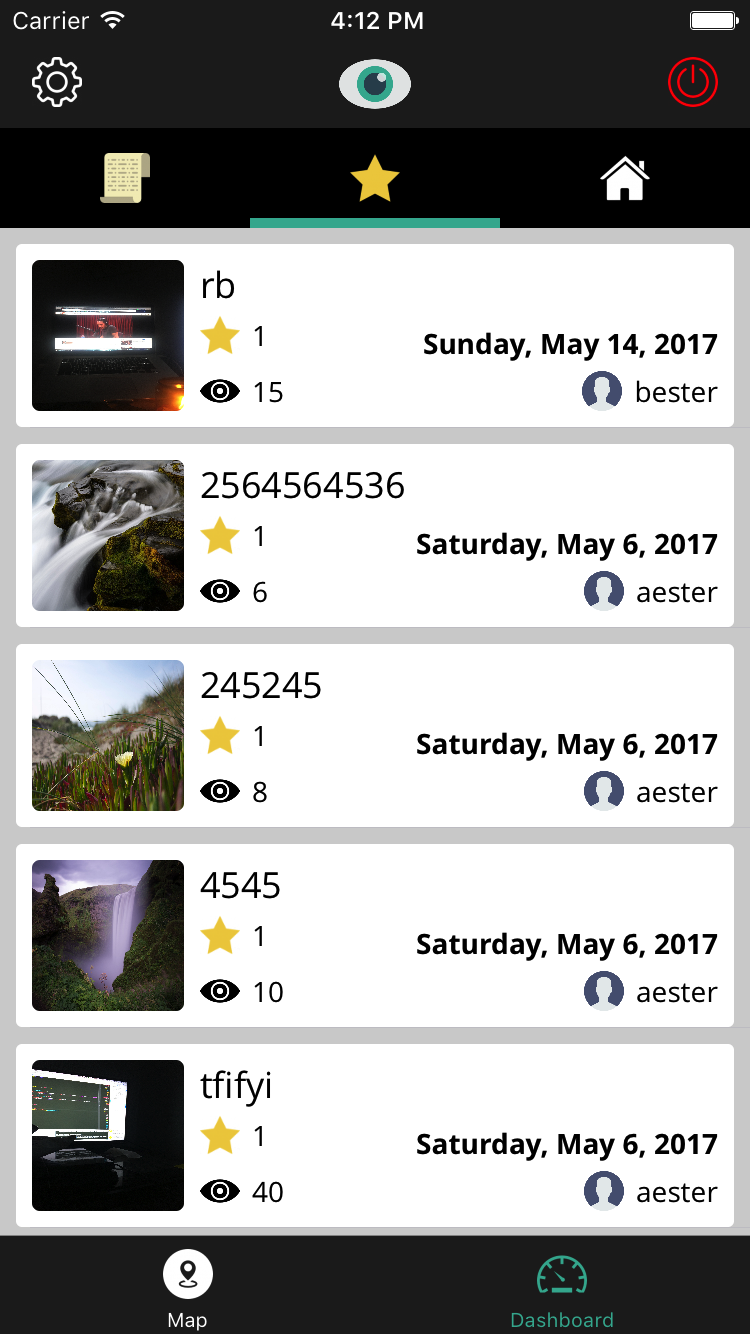 Carrier 4:12 PM
rb
1
Sunday, May 14, 2017
15 bester
2564564536
1
Saturday, May 6, 2017
6 aester
245245
1
Saturday, May 6, 2017
8 aester
4545
1
Saturday, May 6, 2017
10 aester
tfifyi
1
Saturday, May 6, 2017
40 aester
Map Dashboard